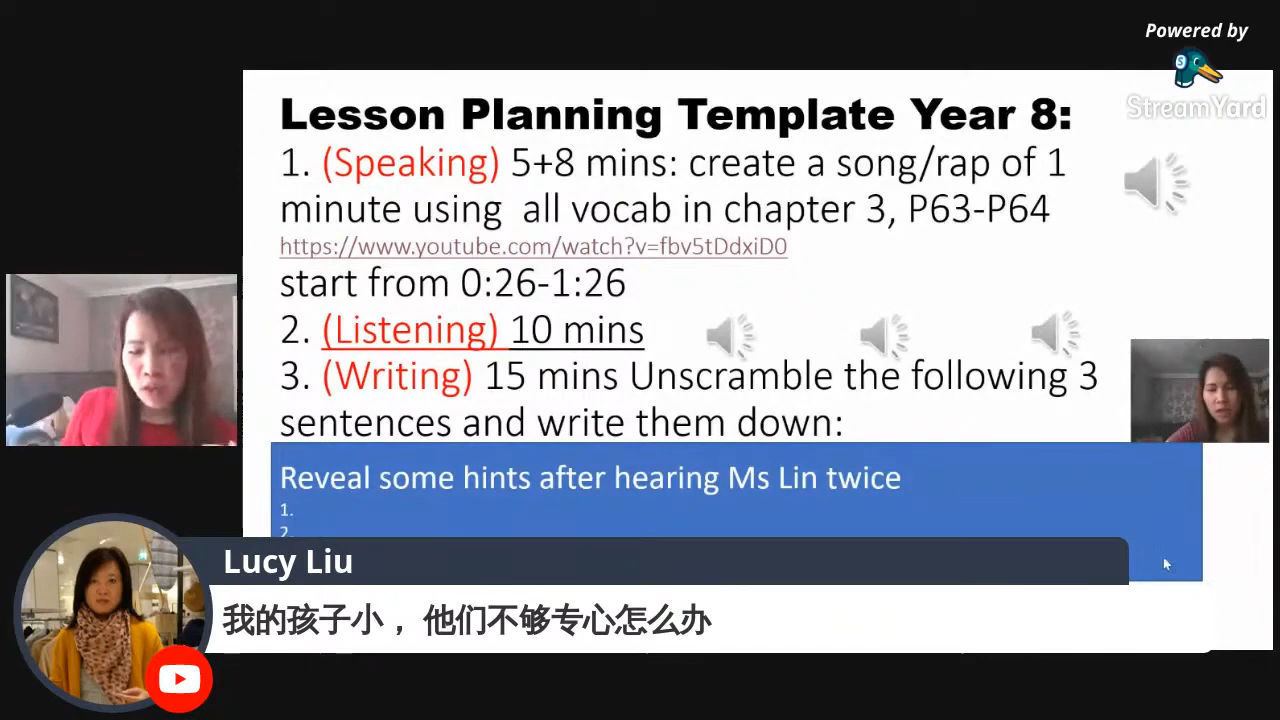 Powered by
StreamYard
Lesson Planning Template Year 8:
1. (Speaking) 5+8 mins: create a song/rap of 1
minute using all vocab in chapter 3, P63-P64
https://www.youtube.com/watch?v=fbv5tDdxiD0
start from 0:26-1:26
2. (Listening) 10 mins
3. (Writing) 15 mins Unscramble the following 3
sentences and write them down:
Reveal some hints after hearing Ms Lin twice
1.
2.
Lucy Liu
我的孩子小，他们不够专心怎么办